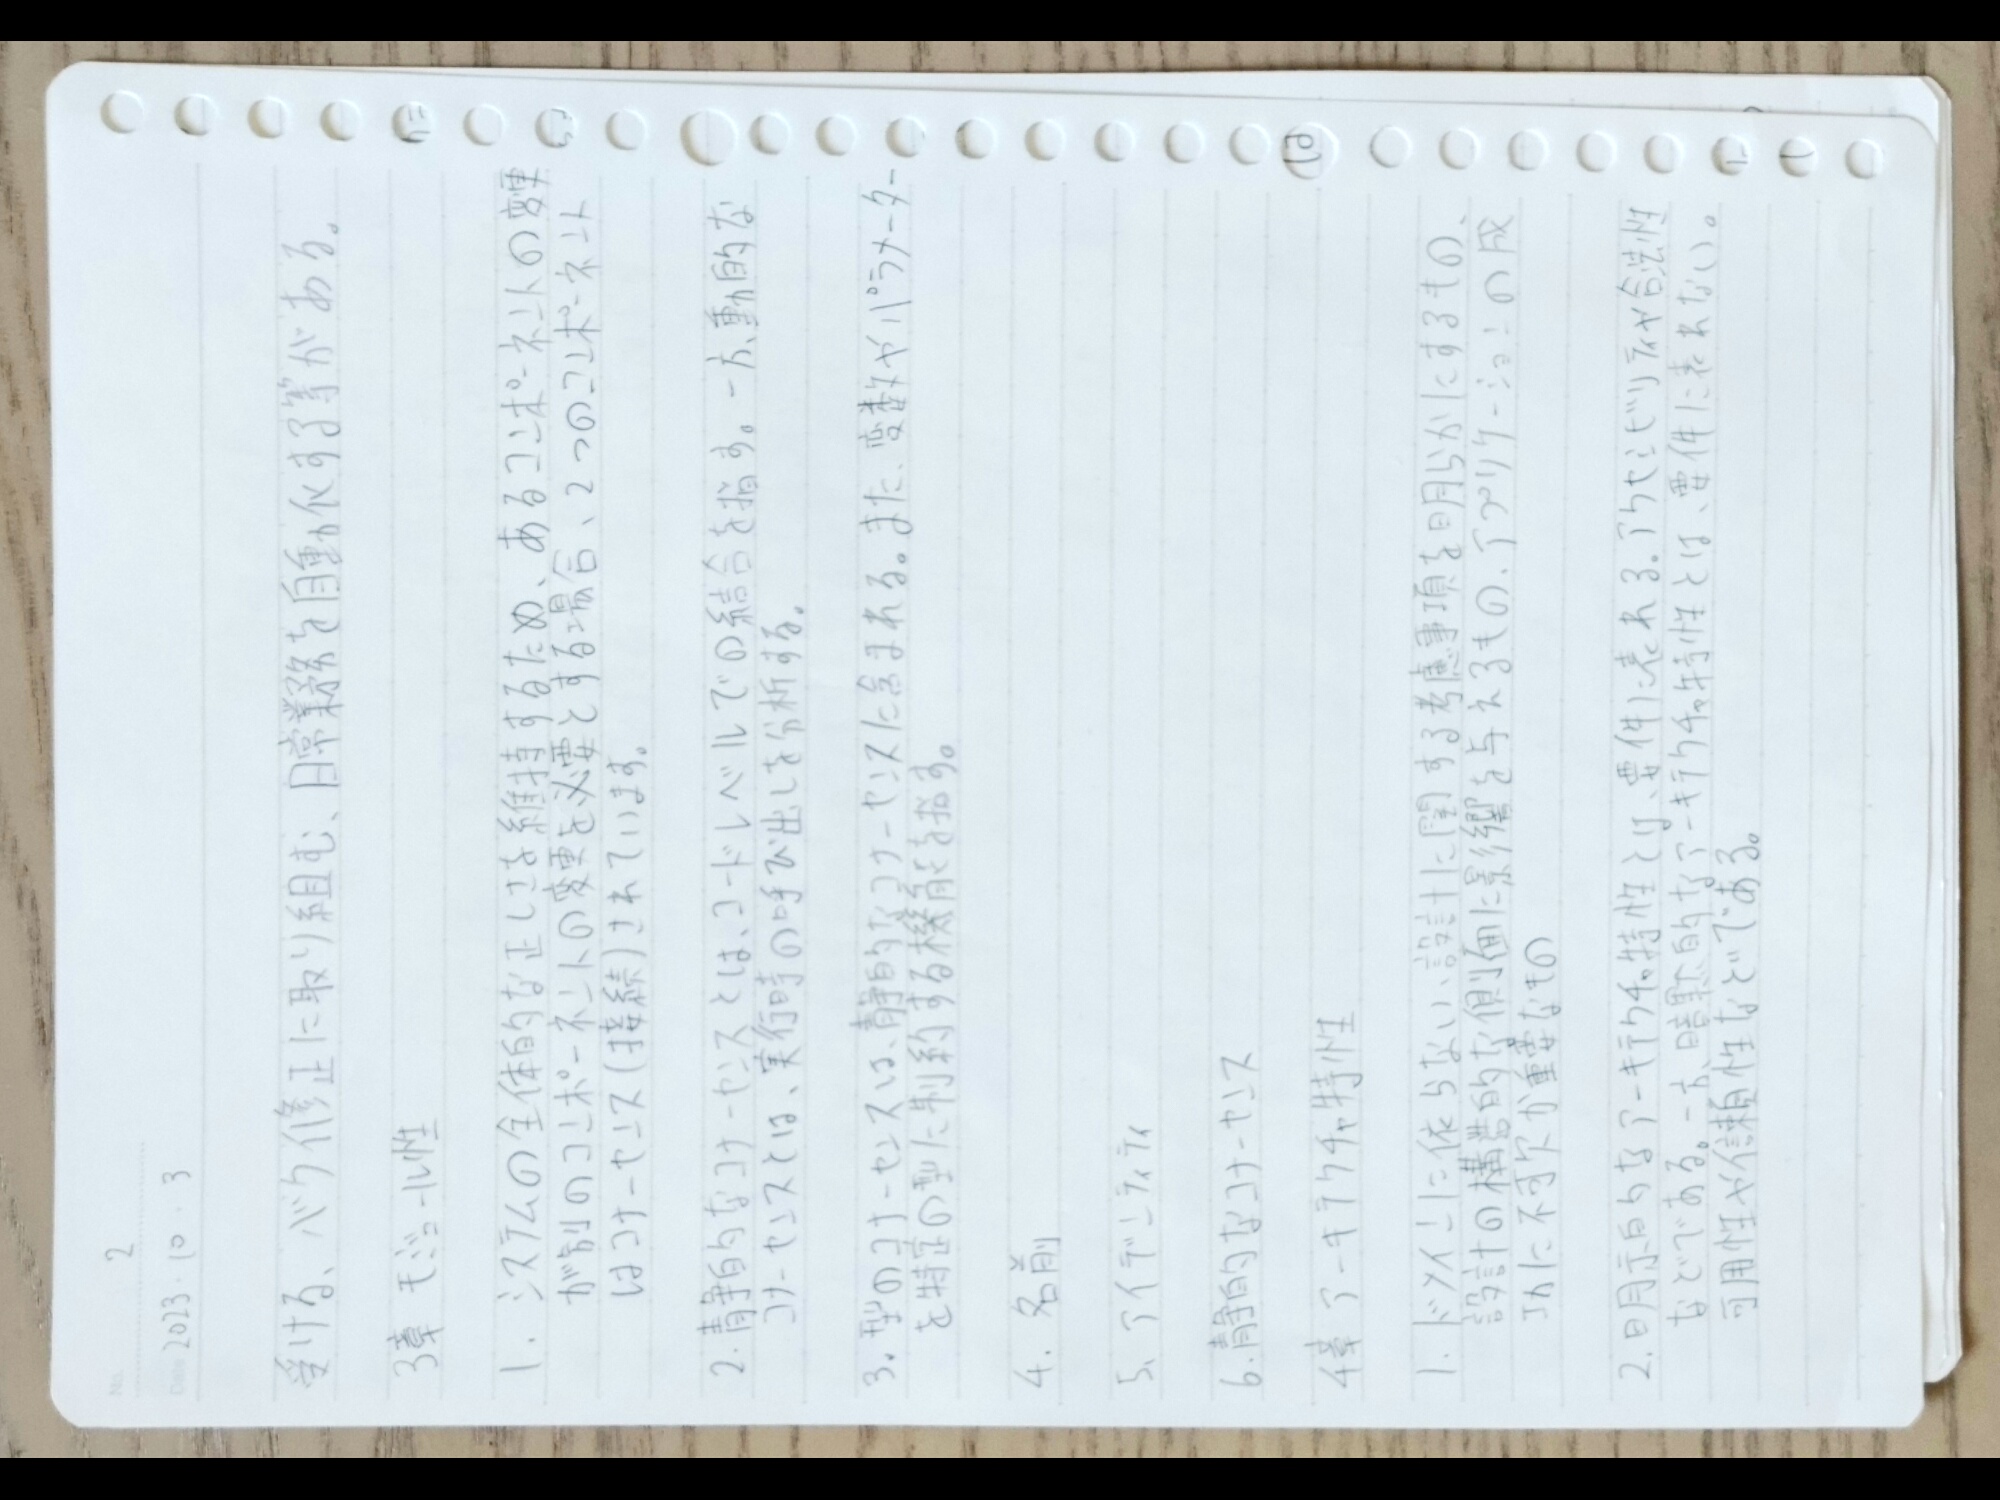 No. 2
Date 2023・10・3
受ける、バグ修正に取り組む、日常業務を自動化する等がある。
3章 モジュール性
1. システムの全体的な正しさを維持するため、あるコンポーネントの変更
が別のコンポーネントの変更を必要とする場合、2つのコンポーネント
はコナーセンス(接続)されています。
2. 静的なコナーセンスとは、コードレベルでの結合を指す。一方、動的な
コナーセンスとは、実行時の呼び出しを分析する。
3. 型のコナーセンスは、静的なコナーセンスに含まれる。また、変数やパラメーター
を特定の型に制約する機能を指す。
4. 名前
5. アイデンティティ
6. 静的なコナーセンス
4章 アーキテクチャ特性
1. ドメインに依らない、設計に関する考慮事項を明らかにするもの、
設計の構造的な側面に影響を与えるもの、アプリケーションの成
功に不可欠か重要なもの
2. 明示的なアーキテクチャ特性とは、要件に表れる。アクセシビリティや合法性
などである。一方、暗黙的なアーキテクチャ特性とは、要件に表れない。
可用性や信頼性などである。